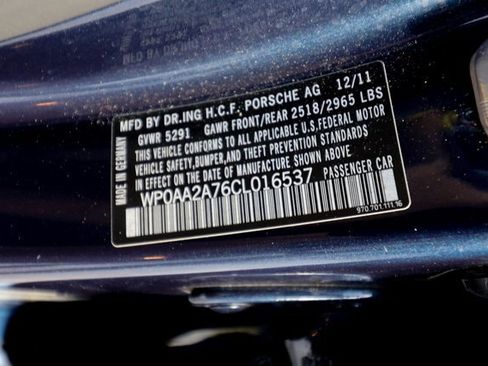 MFD BY DR.ING H.C.F. PORSCHE AG 12/11
GVWR 5291 GAWR FRONT/REAR 2518/2965 LBS
THIS VEHICLE CONFORMS TO ALL APPLICABLE U.S.FEDERAL MOTOR
VEHICLE SAFETY,BUMPER,AND THEFT PREVENTION STANDARDS
IN EFFECT ON THE DATE OF MANUFACTURE SHOWN ABOVE
WP0AA2A76CL016537 PASSENGER CAR
MADE IN GERMANY
970.701.111.16